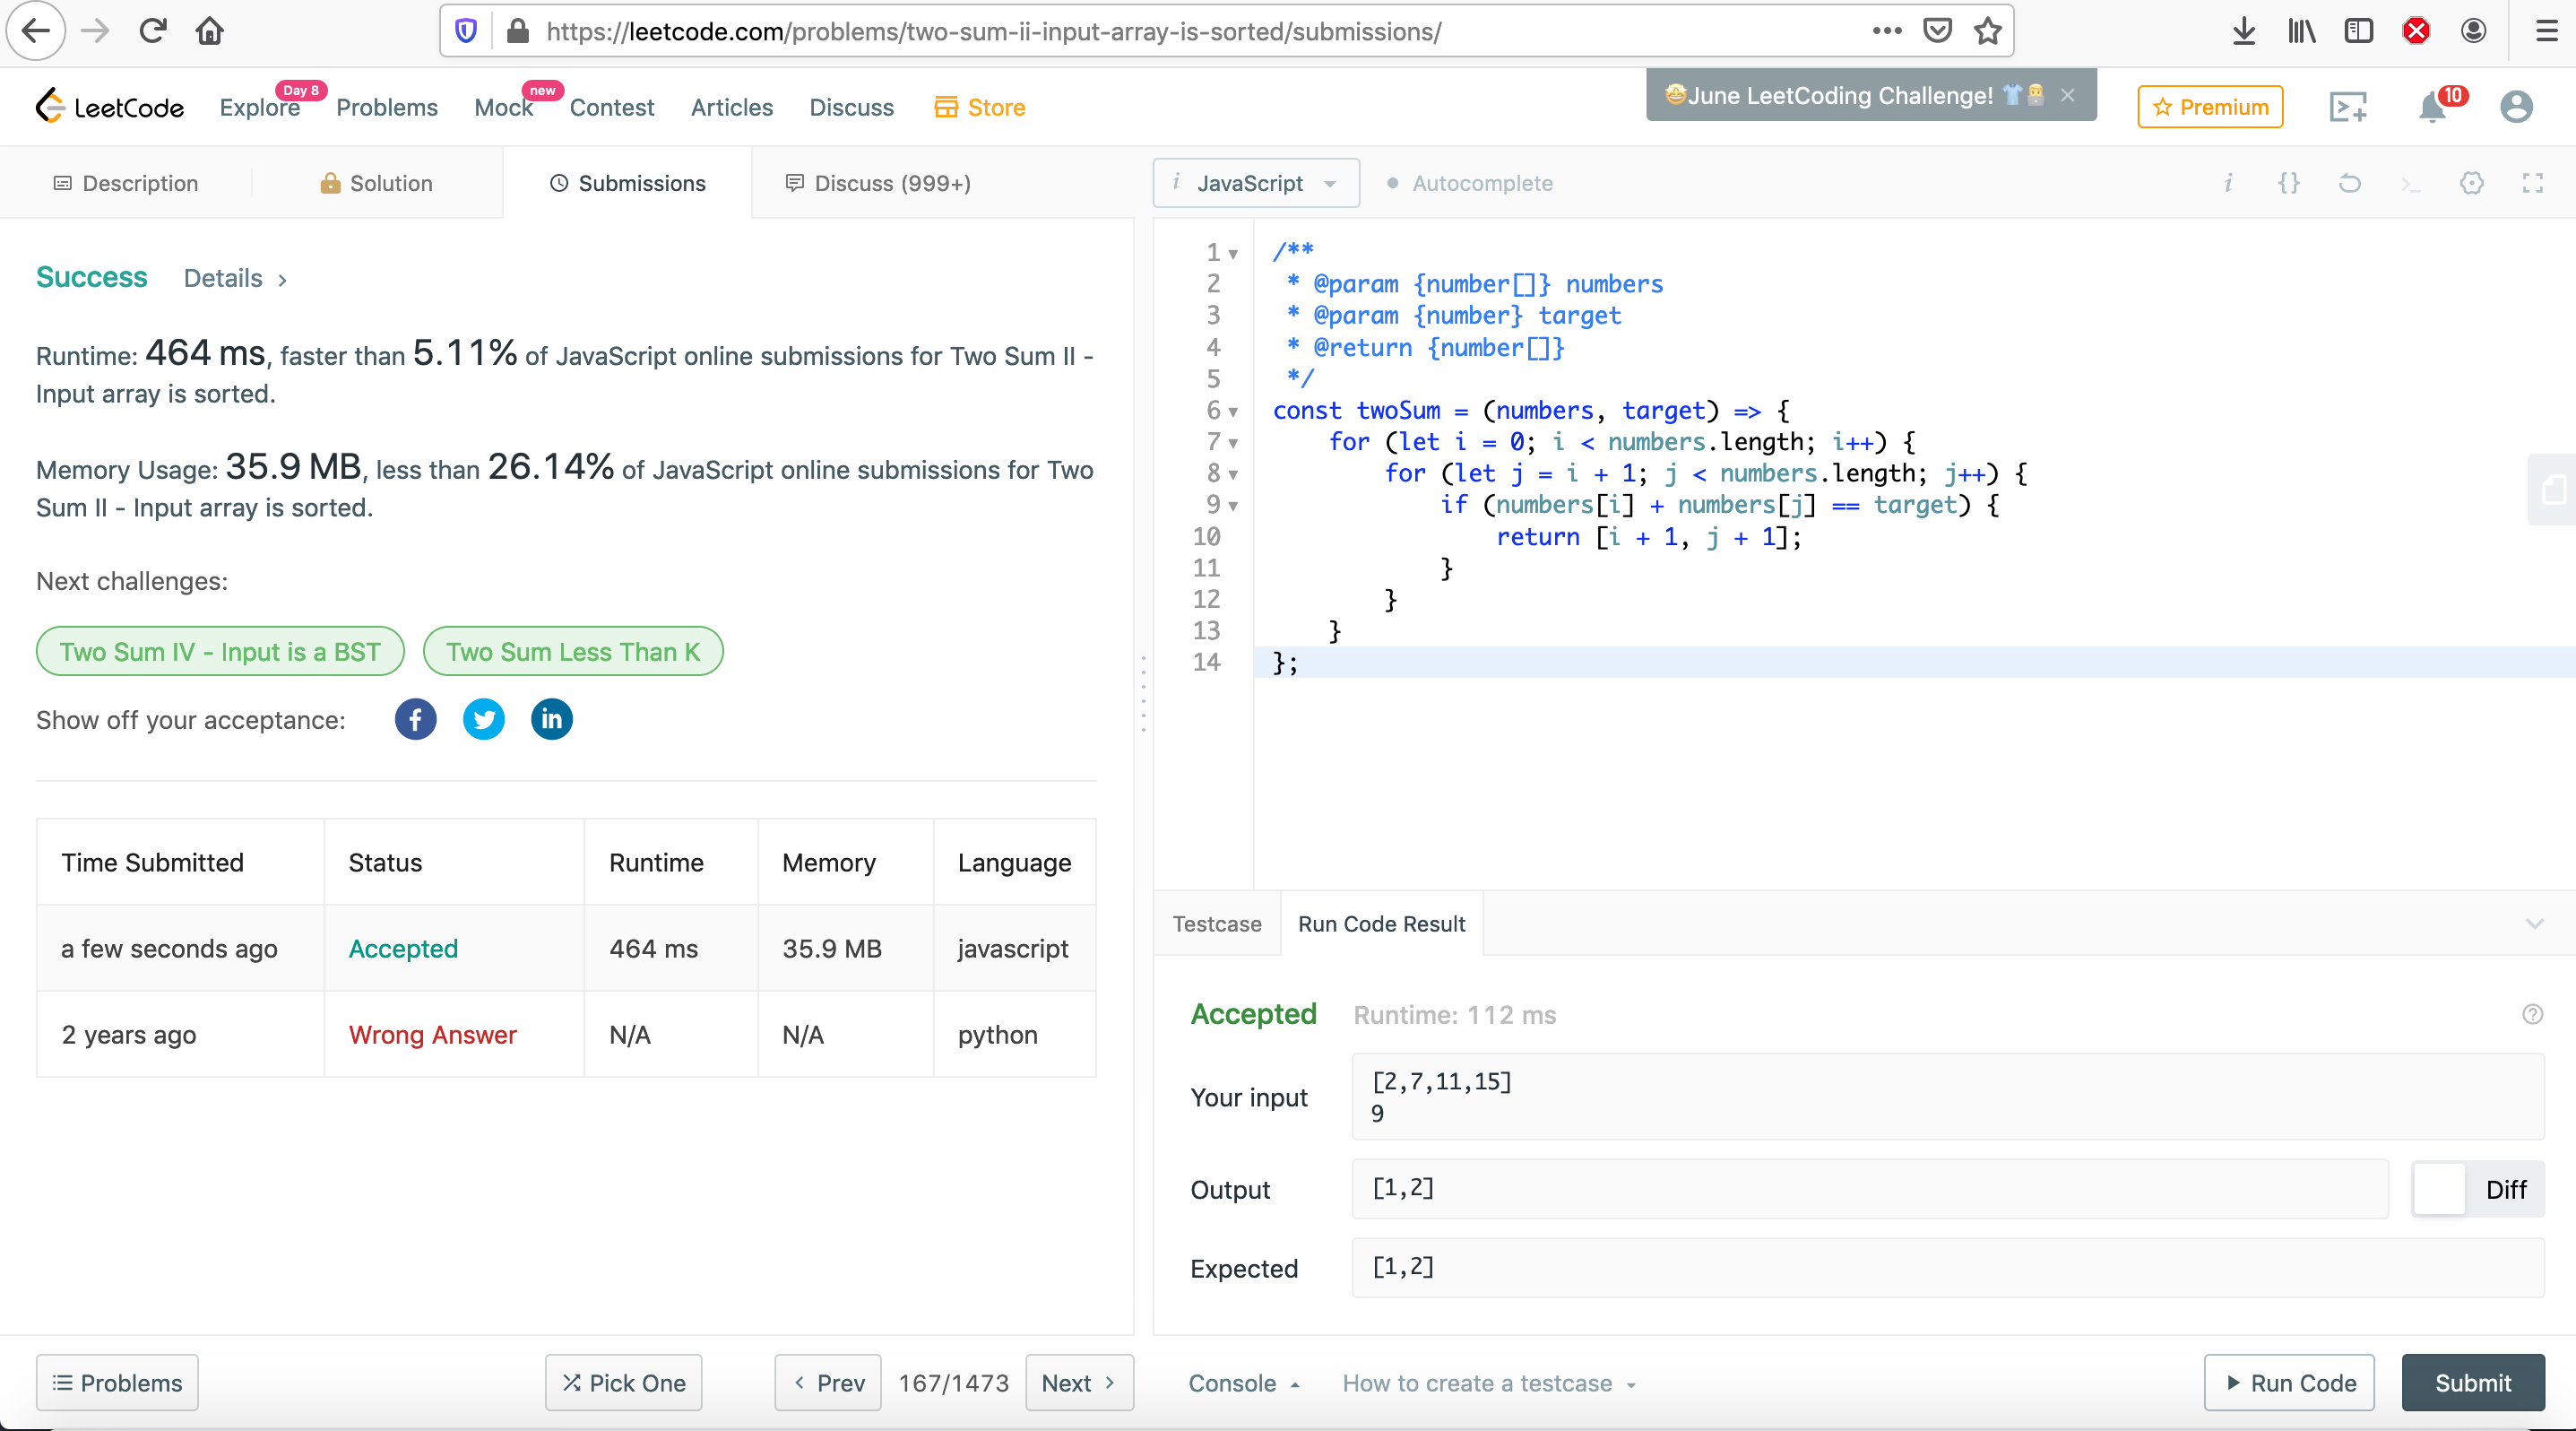 https://leetcode.com/problems/two-sum-ii-input-array-is-sorted/submissions/
LeetCode
Explore
Day 8
Problems
Mock
new
Contest
Articles
Discuss
Store
🤩June LeetCoding Challenge!👕👨‍💻 ×
Premium
10
Description
Solution
Submissions
Discuss (999+)
i JavaScript
Autocomplete
i {}
Success Details >
Runtime: 464 ms, faster than 5.11% of JavaScript online submissions for Two Sum II -
Input array is sorted.
Memory Usage: 35.9 MB, less than 26.14% of JavaScript online submissions for Two
Sum II - Input array is sorted.
Next challenges:
Two Sum IV - Input is a BST
Two Sum Less Than K
Show off your acceptance:
Time Submitted Status Runtime Memory Language
a few seconds ago Accepted 464 ms 35.9 MB javascript
2 years ago Wrong Answer N/A N/A python
1 /**
2  * @param {number[]} numbers
3  * @param {number} target
4  * @return {number[]}
5  */
6 const twoSum = (numbers, target) => {
7     for (let i = 0; i < numbers.length; i++) {
8         for (let j = i + 1; j < numbers.length; j++) {
9             if (numbers[i] + numbers[j] == target) {
10                 return [i + 1, j + 1];
11             }
12         }
13     }
14 };
Testcase
Run Code Result
Accepted Runtime: 112 ms
Your input
[2,7,11,15]
9
Output
[1,2]
Diff
Expected
[1,2]
Problems
Pick One
< Prev
167/1473
Next >
Console
How to create a testcase
Run Code
Submit